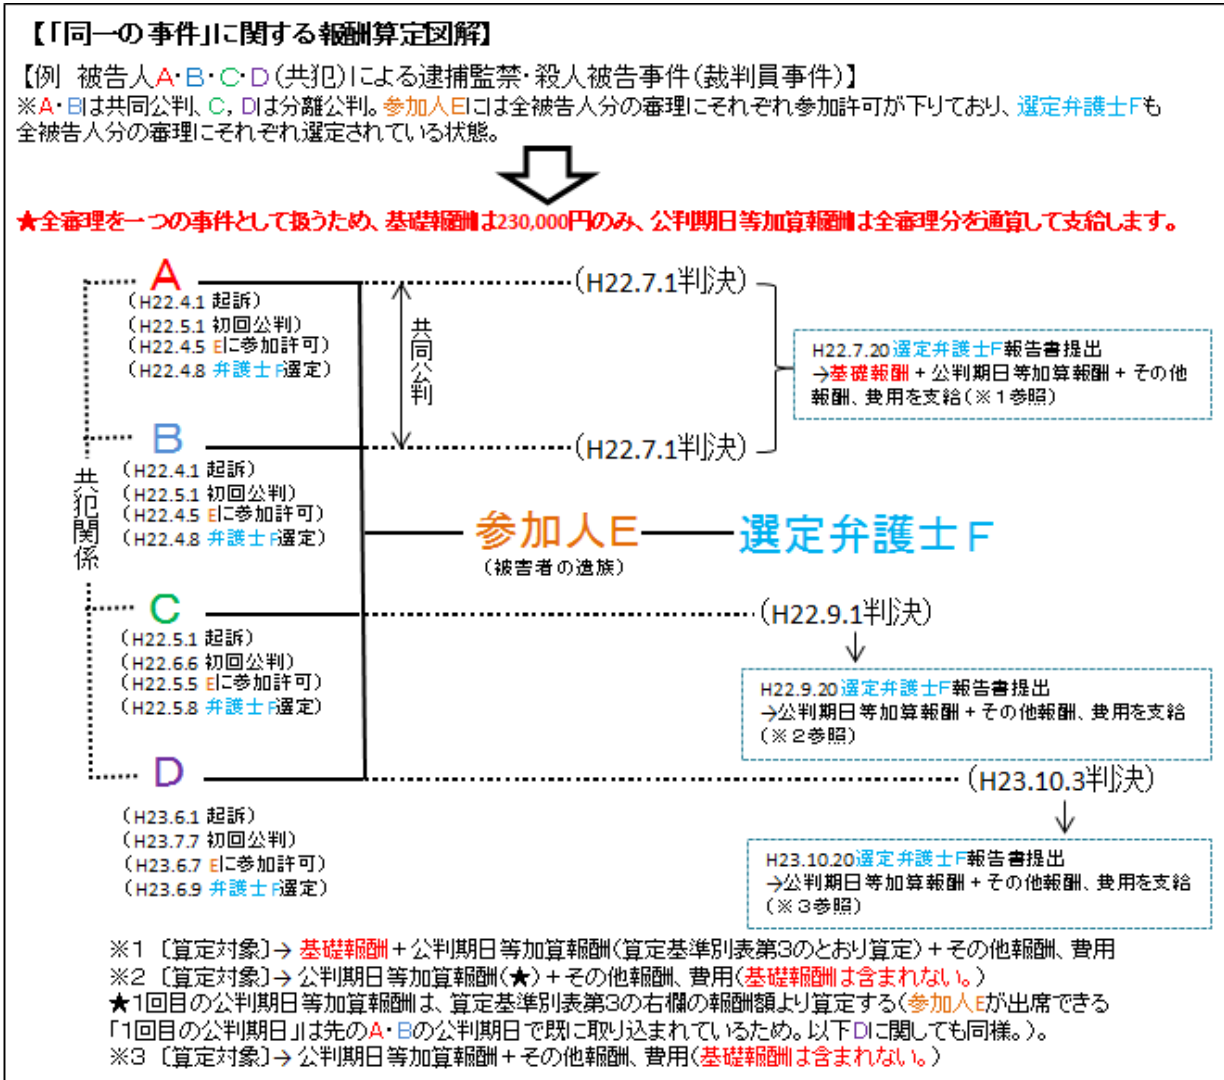 【「同一の事件」に関する報酬算定図解】
【例 被告人A・B・C・D(共犯)による逮捕監禁・殺人被告事件(裁判員事件)】
※A・Bは共同公判、C，Dは分離公判。参加人Eには全被告人分の審理にそれぞれ参加許可が下りており、選定弁護士Fも
全被告人分の審理にそれぞれ選定されている状態。
★全審理を一つの事件として扱うため、基礎報酬は230,000円のみ、公判期日等加算報酬は全審理分を通算して支給します。
A
(H22.4.1 起訴)
(H22.5.1 初回公判)
(H22.4.5 Eに参加許可)
(H22.4.8 弁護士F選定)
(H22.7.1判決)
共同公判
H22.7.20選定弁護士F報告書提出
→基礎報酬+公判期日等加算報酬+その他
報酬、費用を支給(※1参照)
B
(H22.4.1 起訴)
(H22.5.1 初回公判)
(H22.4.5 Eに参加許可)
(H22.4.8 弁護士F選定)
(H22.7.1判決)
共犯関係
参加人E
(被害者の遺族)
選定弁護士F
C
(H22.5.1 起訴)
(H22.6.6 初回公判)
(H22.5.5 Eに参加許可)
(H22.5.8 弁護士F選定)
(H22.9.1判決)
H22.9.20選定弁護士F報告書提出
→公判期日等加算報酬+その他報酬、費用を支給
(※2参照)
D
(H23.6.1 起訴)
(H23.7.7 初回公判)
(H23.6.7 Eに参加許可)
(H23.6.9 弁護士F選定)
(H23.10.3判決)
H23.10.20選定弁護士F報告書提出
→公判期日等加算報酬+その他報酬、費用を支給
(※3参照)
※1 〔算定対象〕→ 基礎報酬+公判期日等加算報酬(算定基準別表第3のとおり算定)+その他報酬、費用
※2 〔算定対象〕→ 公判期日等加算報酬(★)+その他報酬、費用(基礎報酬は含まれない。)
★1回目の公判期日等加算報酬は、算定基準別表第3の右欄の報酬額より算定する(参加人Eが出席できる
「1回目の公判期日」は先のA・Bの公判期日で既に取り込まれているため。以下Dに関しても同様。)。
※3 〔算定対象〕→ 公判期日等加算報酬+その他報酬、費用(基礎報酬は含まれない。)